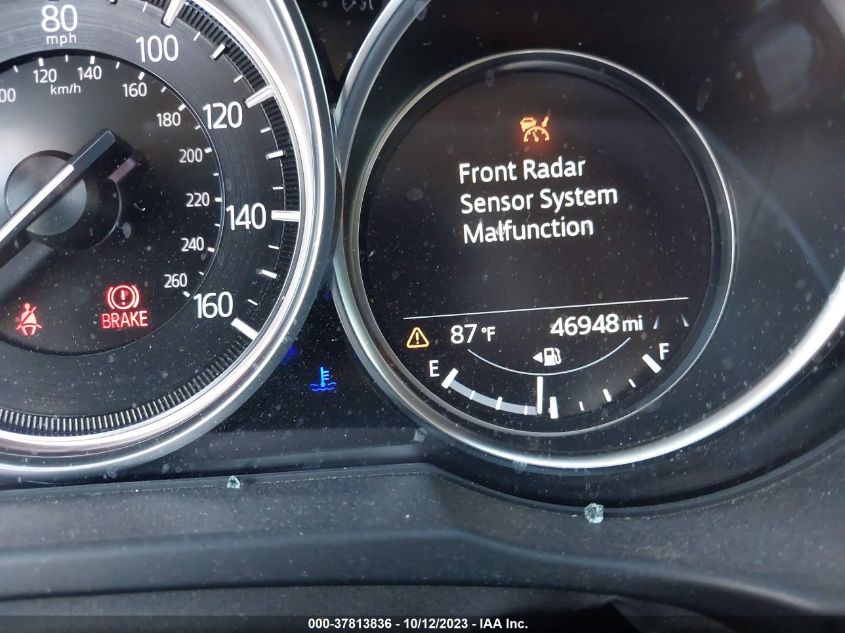 80
mph
100
120
140
160
120
140
km/h
160
180
200
220
240
260
BRAKE
Front Radar
Sensor System
Malfunction
87 °F
46948 mi
E
F
000-37813836 - 10/12/2023 - IAA Inc.